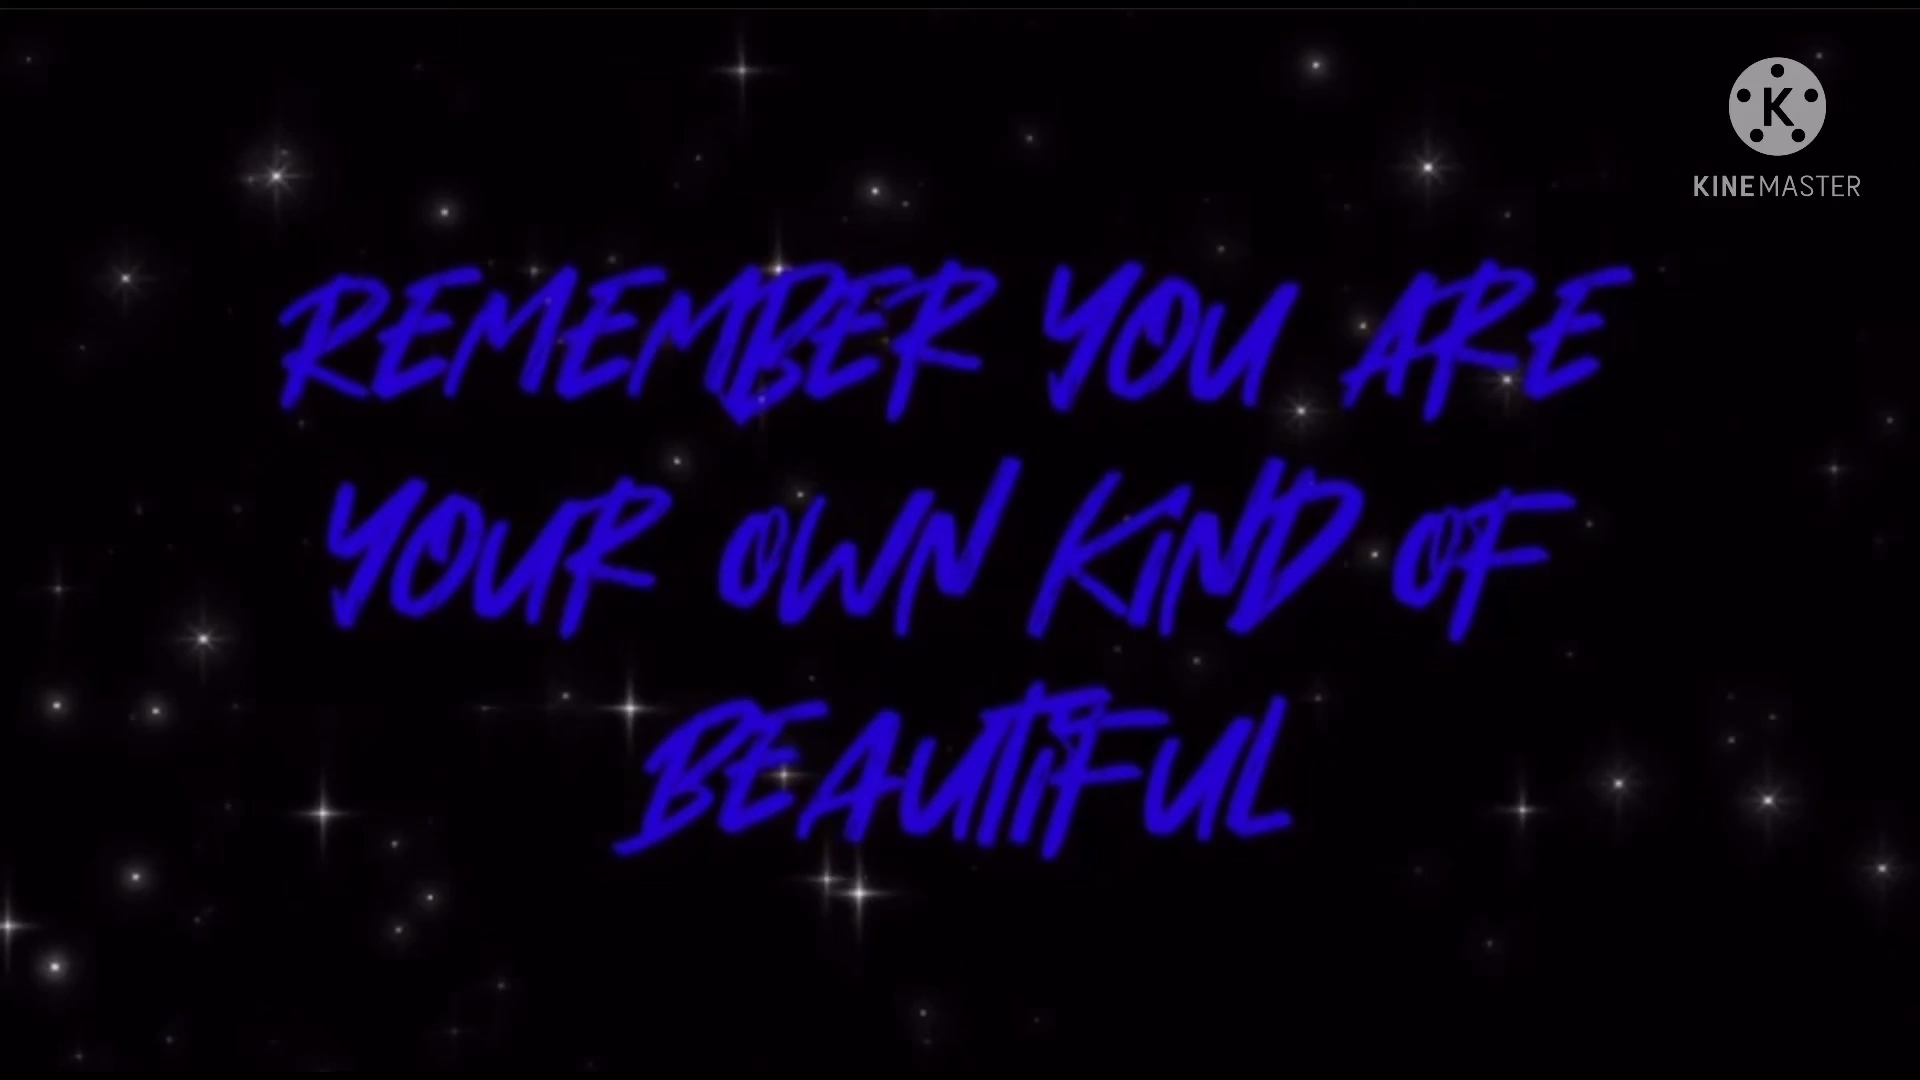 K
KINEMASTER
REMEMBER YOU ARE
YOUR OWN KiND OF
BEAUTiFUL